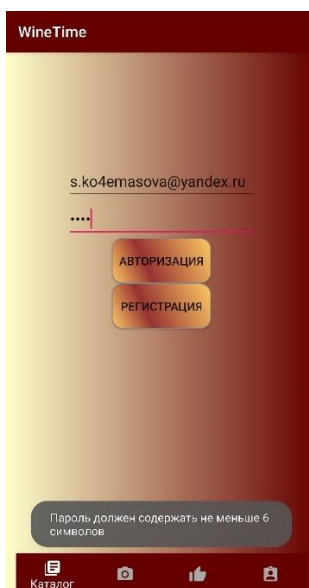 WineTime
s.ko4emasova@yandex.ru
••••
АВТОРИЗАЦИЯ
РЕГИСТРАЦИЯ
Пароль должен содержать не меньше 6
символов
Каталог